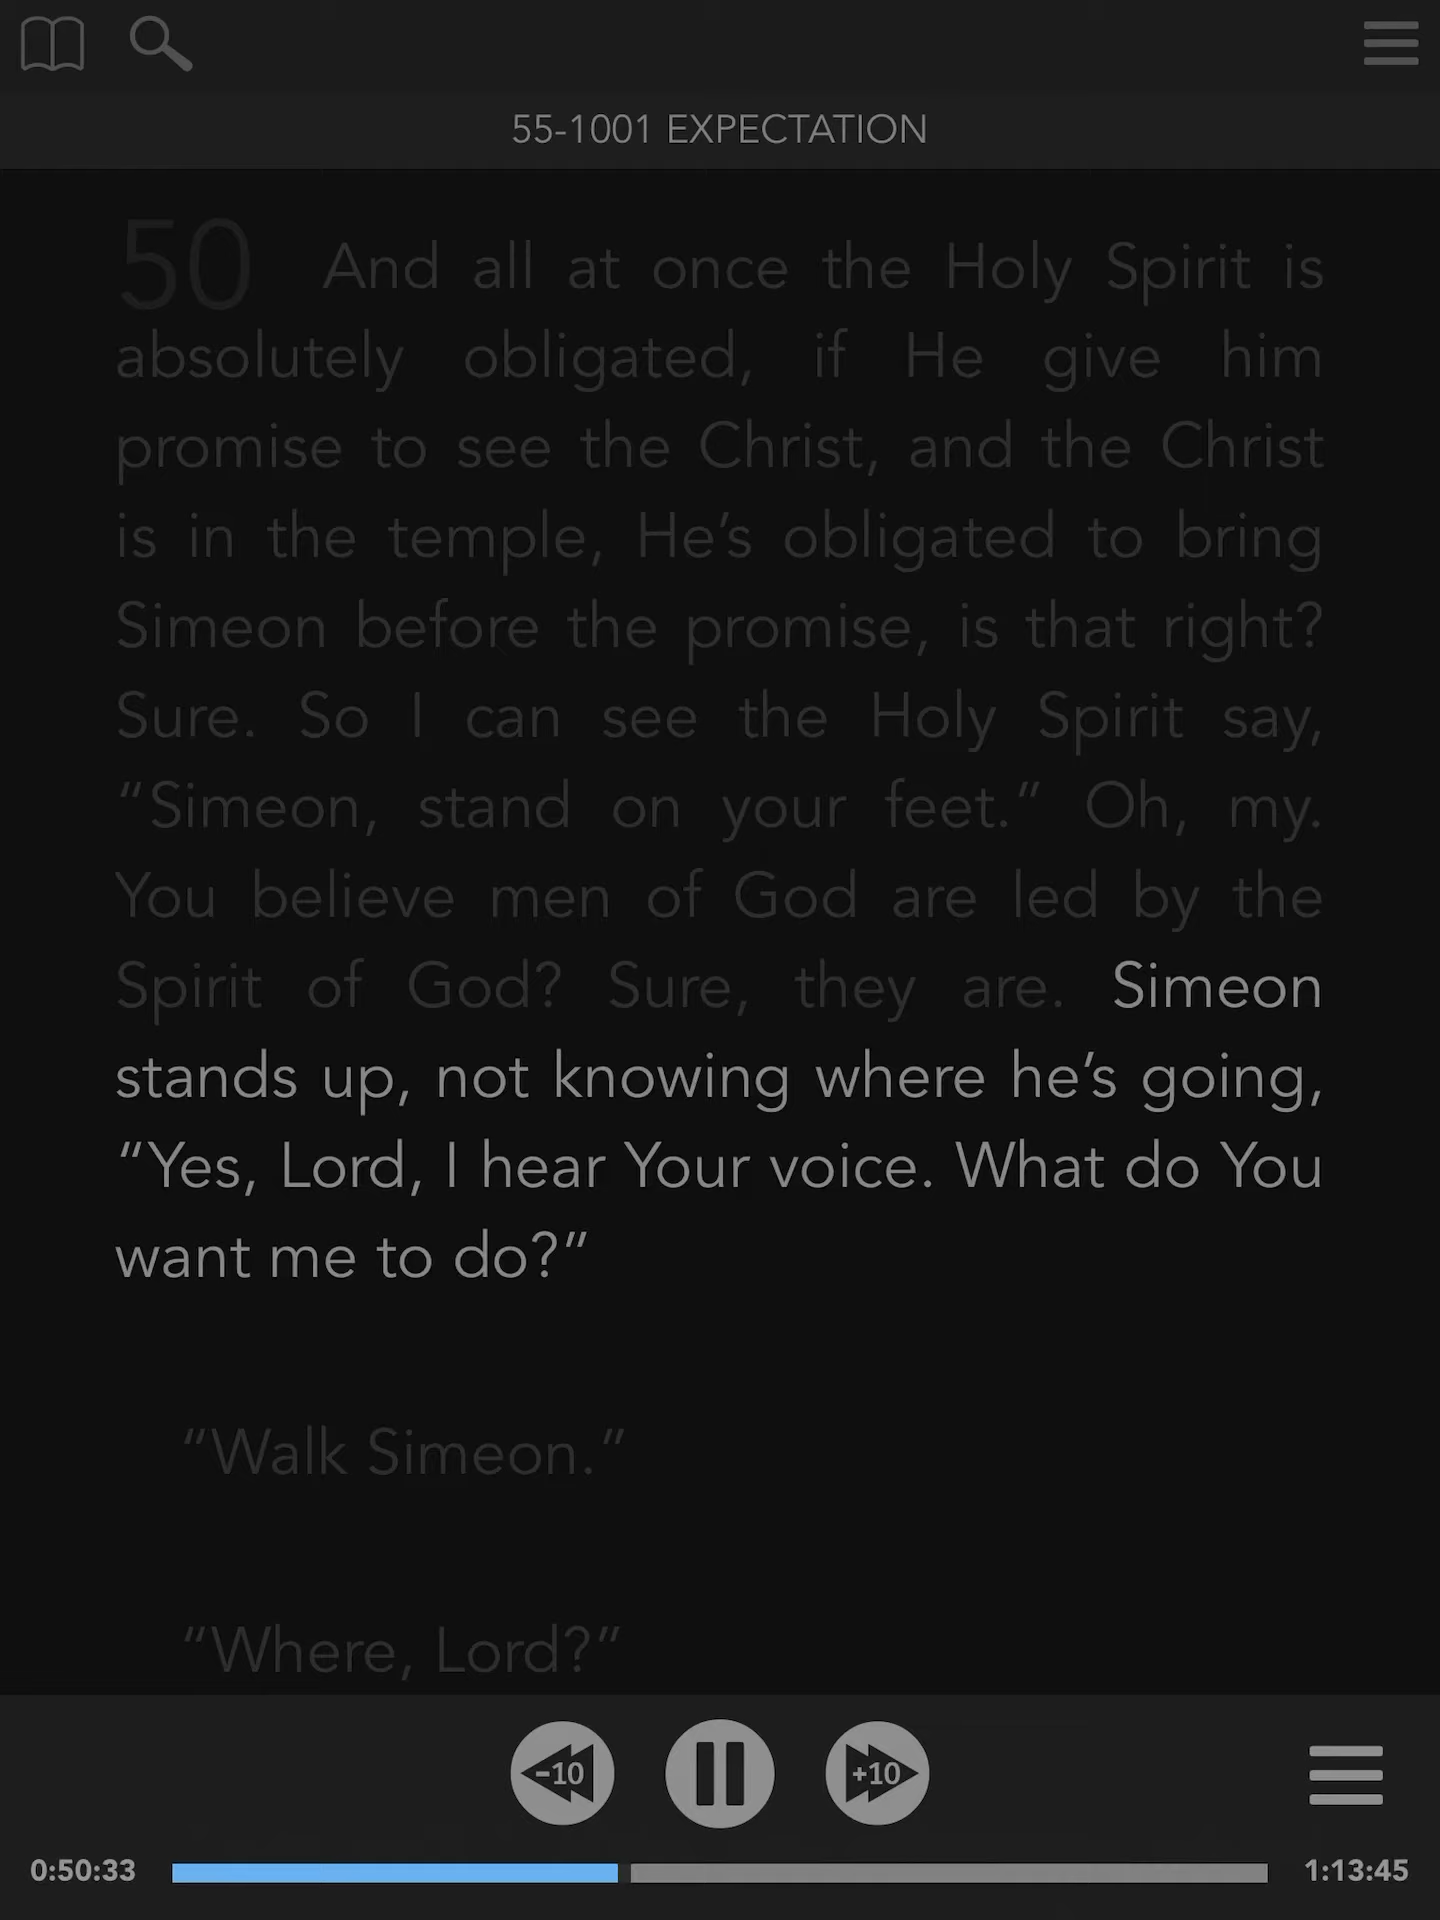 55-1001 EXPECTATION
50 And all at once the Holy Spirit is
absolutely obligated, if He give him
promise to see the Christ, and the Christ
is in the temple, He’s obligated to bring
Simeon before the promise, is that right?
Sure. So I can see the Holy Spirit say,
“Simeon, stand on your feet.” Oh, my.
You believe men of God are led by the
Spirit of God? Sure, they are. Simeon
stands up, not knowing where he’s going,
“Yes, Lord, I hear Your voice. What do You
want me to do?”
“Walk Simeon.”
“Where, Lord?”
-10 +10
0:50:33 1:13:45